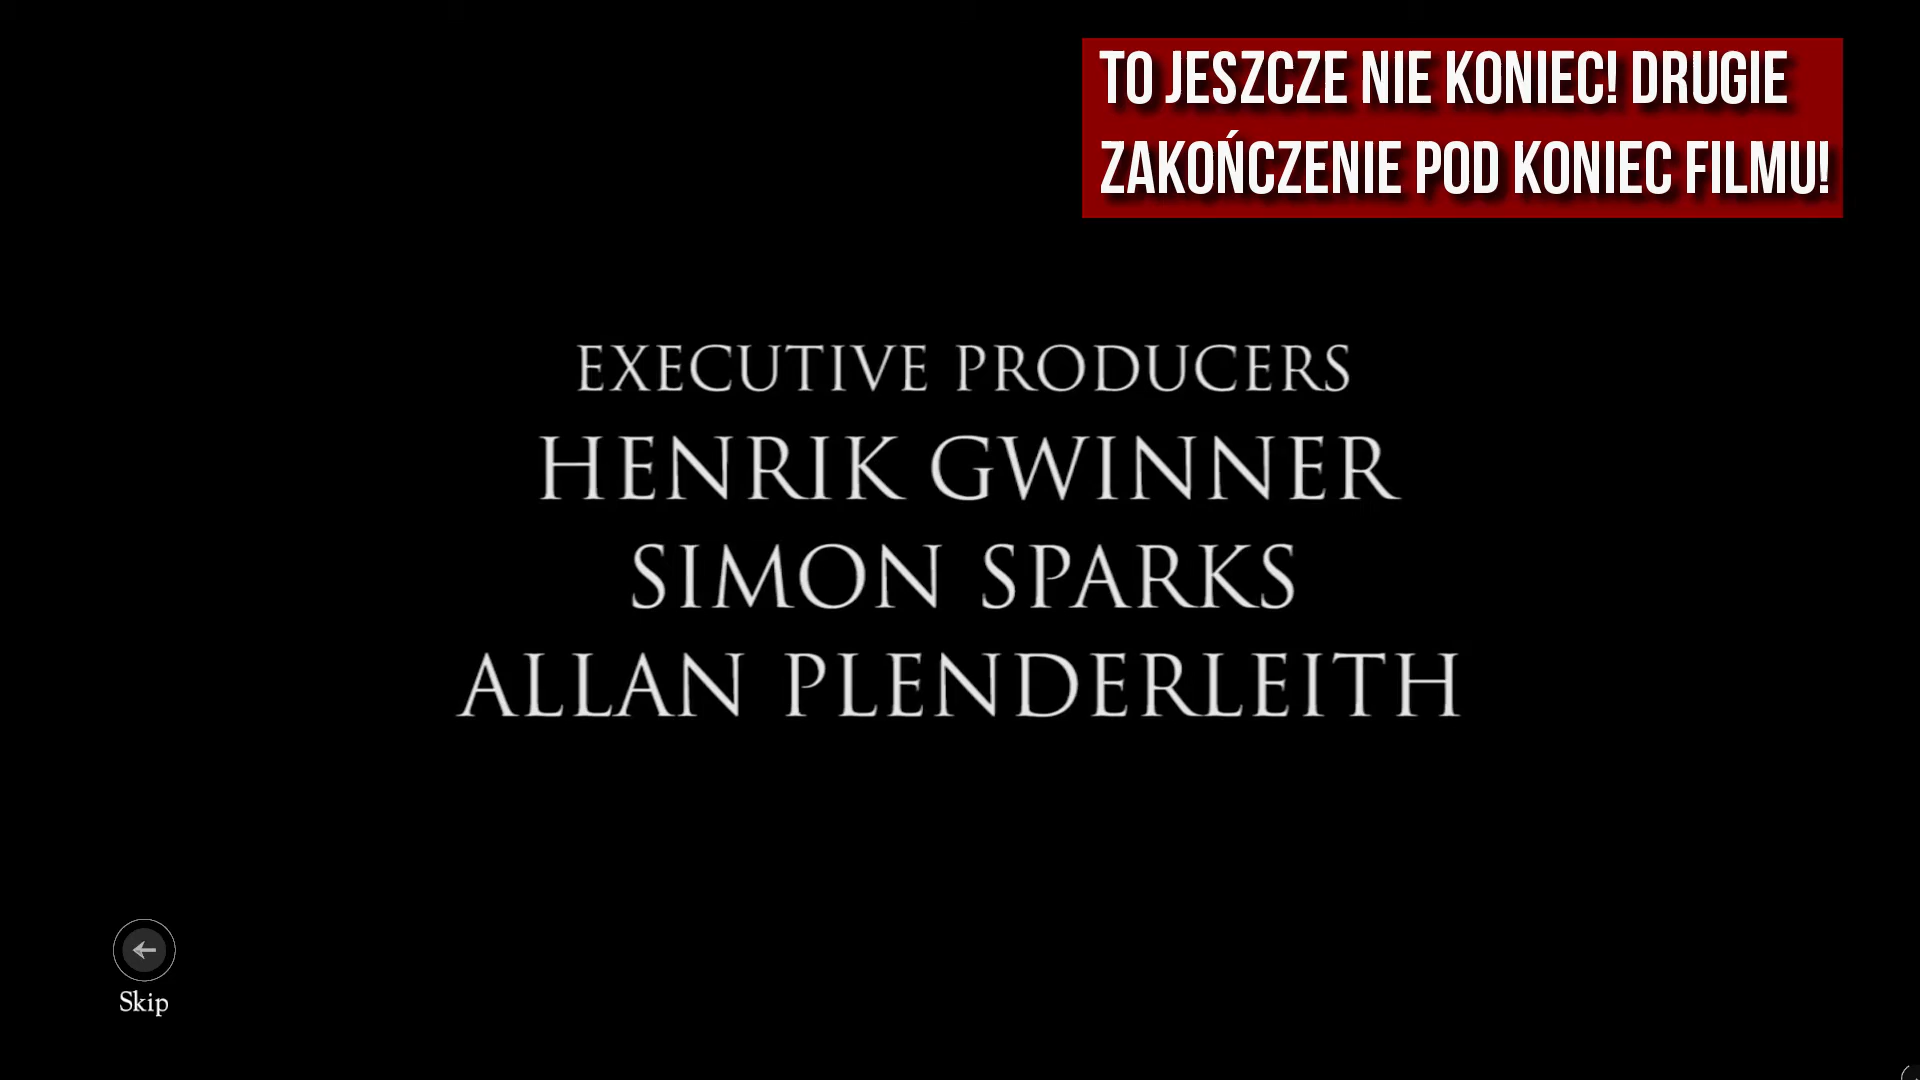 TO JESZCZE NIE KONIEC! DRUGIE
ZAKOŃCZENIE POD KONIEC FILMU!
EXECUTIVE PRODUCERS
HENRIK GWINNER
SIMON SPARKS
ALLAN PLENDERLEITH
Skip